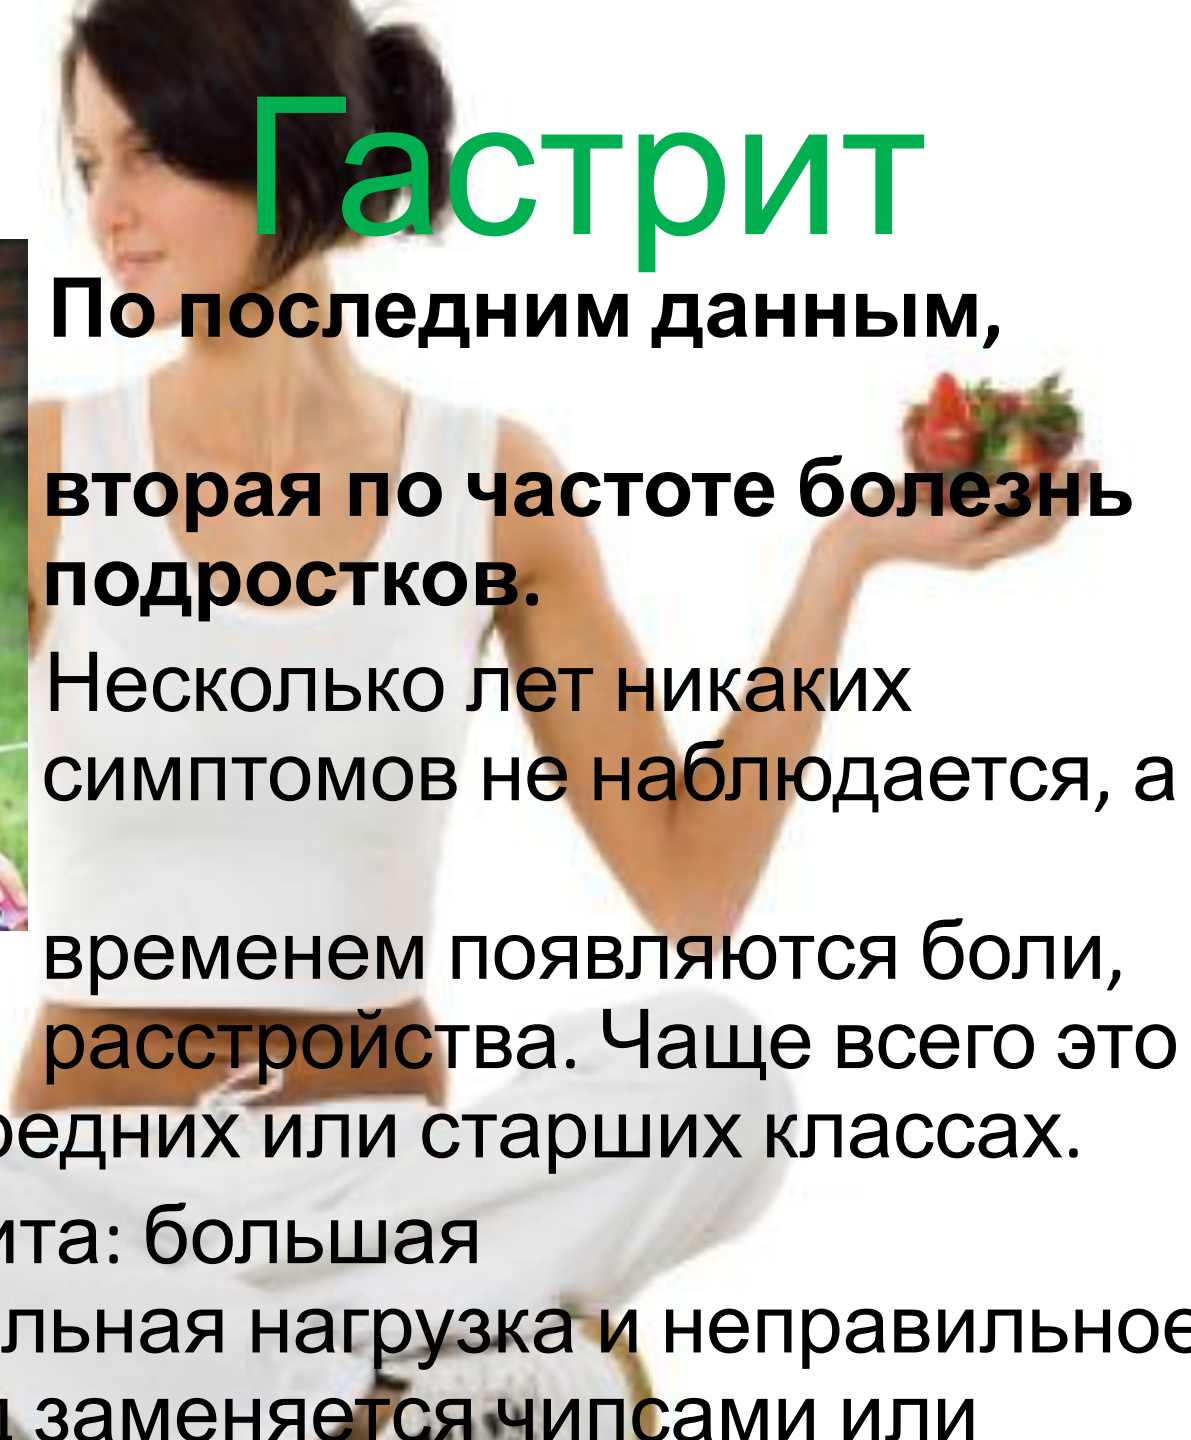 Гастрит
По последним данным,
вторая по частоте болезнь
подростков.
Несколько лет никаких
симптомов не наблюдается, а
временем появляются боли,
расстройства. Чаще всего это
редних или старших классах.
ита: большая
льная нагрузка и неправильное
заменяется чипсами или